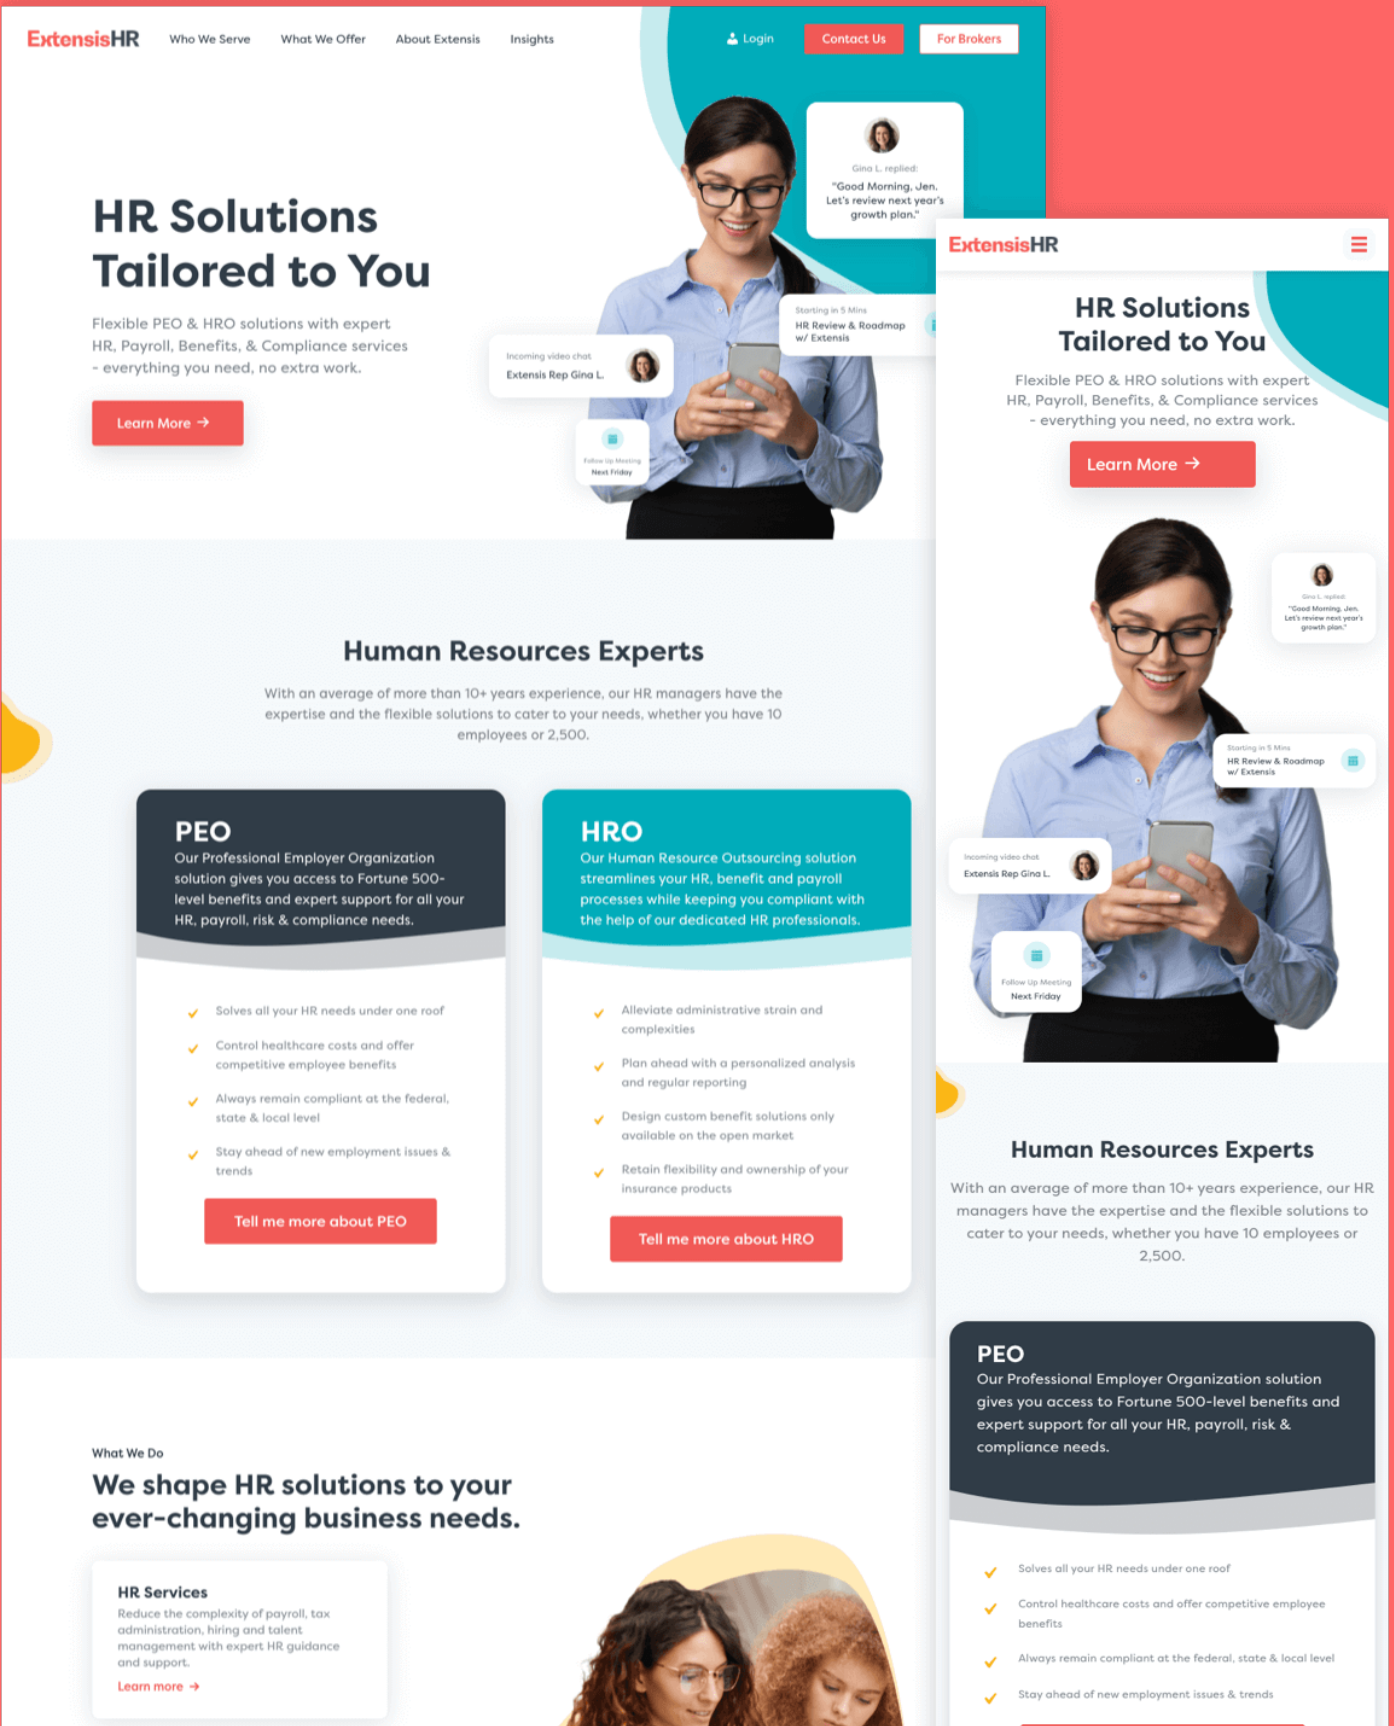 ExtensisHR
Who We Serve
What We Offer
About Extensis
Insights
Login
Contact Us
For Brokers
HR Solutions
Tailored to You
Flexible PEO & HRO solutions with expert
HR, Payroll, Benefits, & Compliance services
- everything you need, no extra work.
Learn More →
Gina L. replied:
"Good Morning, Jen.
Let's review next year's
growth plan."
Starting in 5 Mins
HR Review & Roadmap
w/ Extensis
Incoming video chat
Extensis Rep Gina L.
Follow Up Meeting
Next Friday
Human Resources Experts
With an average of more than 10+ years experience, our HR managers have the
expertise and the flexible solutions to cater to your needs, whether you have 10
employees or 2,500.
PEO
Our Professional Employer Organization
solution gives you access to Fortune 500-
level benefits and expert support for all your
HR, payroll, risk & compliance needs.
Solves all your HR needs under one roof
Control healthcare costs and offer
competitive employee benefits
Always remain compliant at the federal,
state & local level
Stay ahead of new employment issues &
trends
Tell me more about PEO
HRO
Our Human Resource Outsourcing solution
streamlines your HR, benefit and payroll
processes while keeping you compliant with
the help of our dedicated HR professionals.
Alleviate administrative strain and
complexities
Plan ahead with a personalized analysis
and regular reporting
Design custom benefit solutions only
available on the open market
Retain flexibility and ownership of your
insurance products
Tell me more about HRO
What We Do
We shape HR solutions to your
ever-changing business needs.
HR Services
Reduce the complexity of payroll, tax
administration, hiring and talent
management with expert HR guidance
and support.
Learn more →
ExtensisHR
HR Solutions
Tailored to You
Flexible PEO & HRO solutions with expert
HR, Payroll, Benefits, & Compliance services
- everything you need, no extra work.
Learn More →
Gina L. replied:
"Good Morning, Jen.
Let's review next year's
growth plan."
Starting in 5 Mins
HR Review & Roadmap
w/ Extensis
Incoming video chat
Extensis Rep Gina L.
Follow Up Meeting
Next Friday
Human Resources Experts
With an average of more than 10+ years experience, our HR
managers have the expertise and the flexible solutions to
cater to your needs, whether you have 10 employees or
2,500.
PEO
Our Professional Employer Organization solution
gives you access to Fortune 500-level benefits and
expert support for all your HR, payroll, risk &
compliance needs.
Solves all your HR needs under one roof
Control healthcare costs and offer competitive employee
benefits
Always remain compliant at the federal, state & local level
Stay ahead of new employment issues & trends